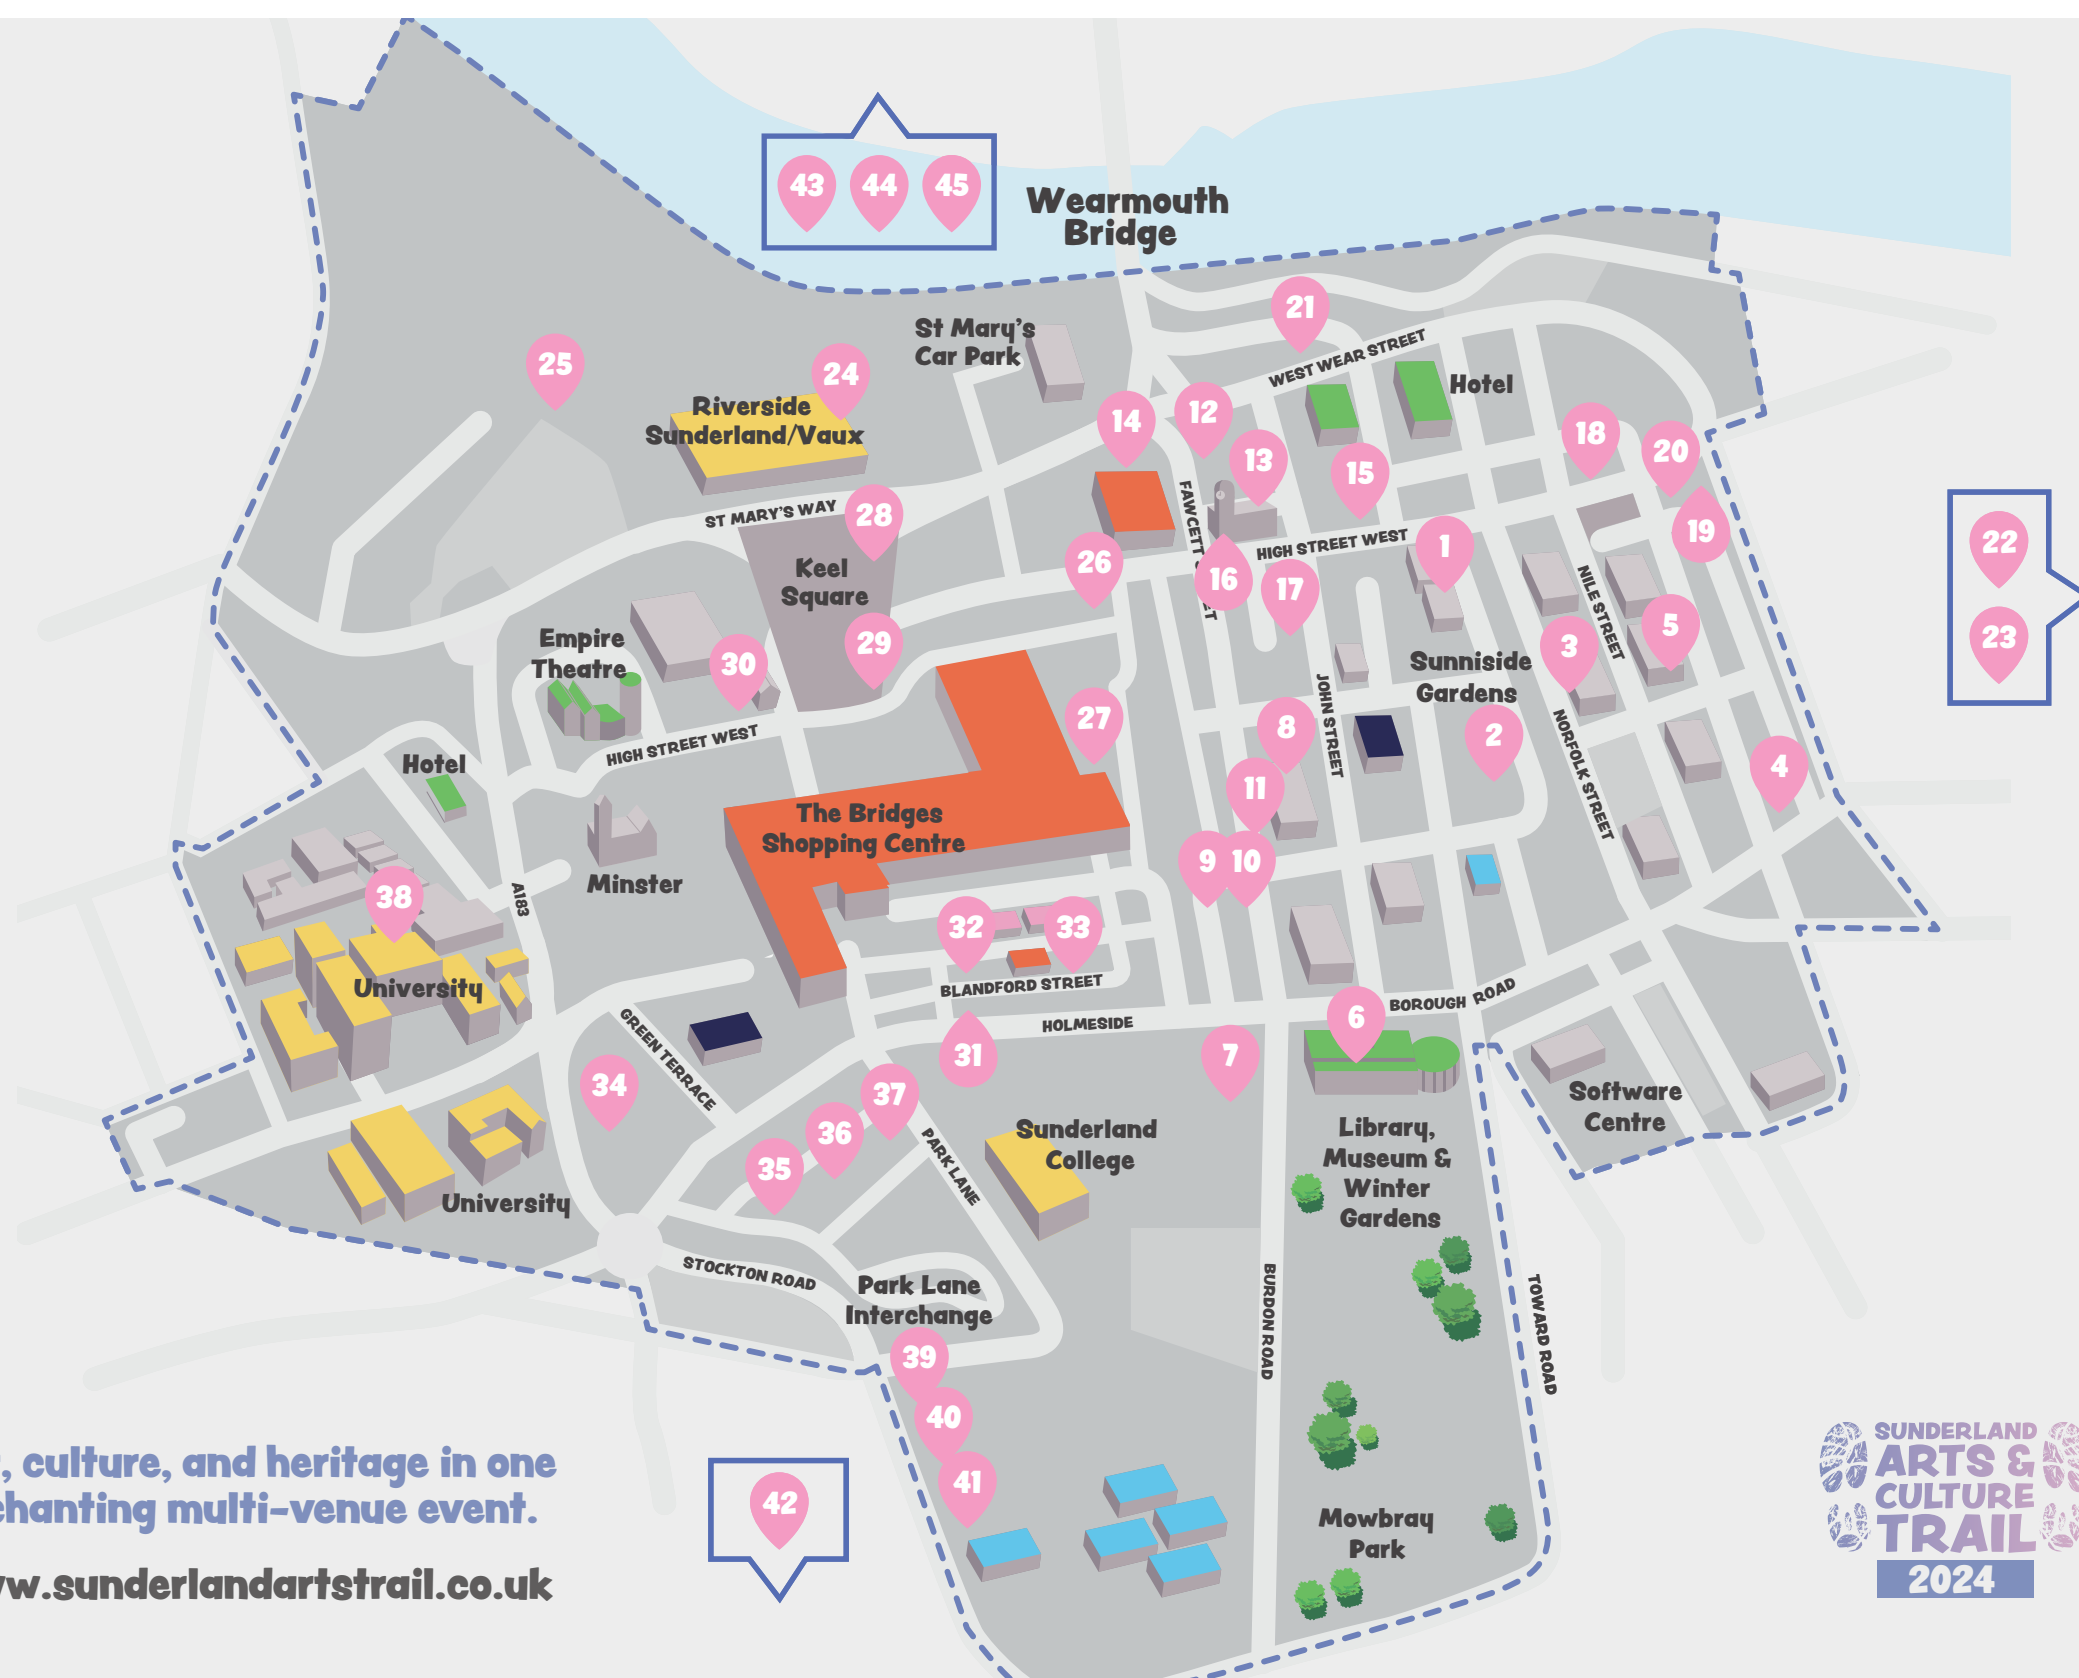 43 44 45
Wearmouth
Bridge
21
St Mary's
Car Park
WEST WEAR STREET
25
24
Hotel
Riverside
Sunderland/Vaux
14
12
13
15
18
20
22
23
ST MARY'S WAY
28
FAWCETT
HIGH STREET WEST
1
19
Keel
Square
26
16
17
NILE STREET
5
3
Empire
Theatre
29
30
Sunniside
Gardens
27
8
JOHN STREET
2
NORFOLK STREET
4
HIGH STREET WEST
Hotel
11
The Bridges
Shopping Centre
9 10
Minster
A183
38
32
33
University
BLANDFORD STREET
BOROUGH ROAD
GREEN TERRACE
HOLMESIDE
6
31
7
34
37
36
35
PARK LANE
Sunderland
College
Software
Centre
Library,
Museum &
Winter
Gardens
University
STOCKTON ROAD
Park Lane
Interchange
BURDON ROAD
TOWARD ROAD
39
40
41
42
Mowbray
Park
, culture, and heritage in one
chanting multi-venue event.
w.sunderlandartstrail.co.uk
SUNDERLAND
ARTS &
CULTURE
TRAIL
2024